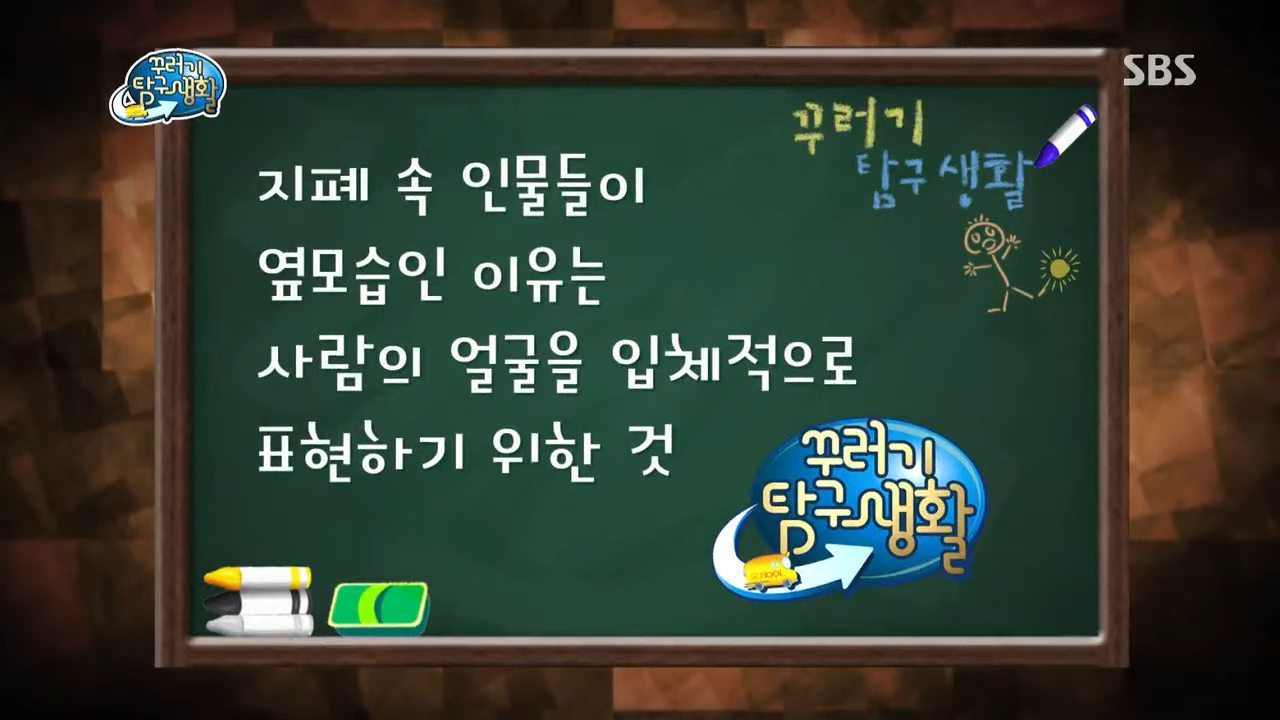 꾸러기
탐구생활
SBS
꾸러기
탐구생활
지폐 속 인물들이
옆모습인 이유는
사람의 얼굴을 입체적으로
표현하기 위한 것
꾸러기
탐구생활
SCHOOL